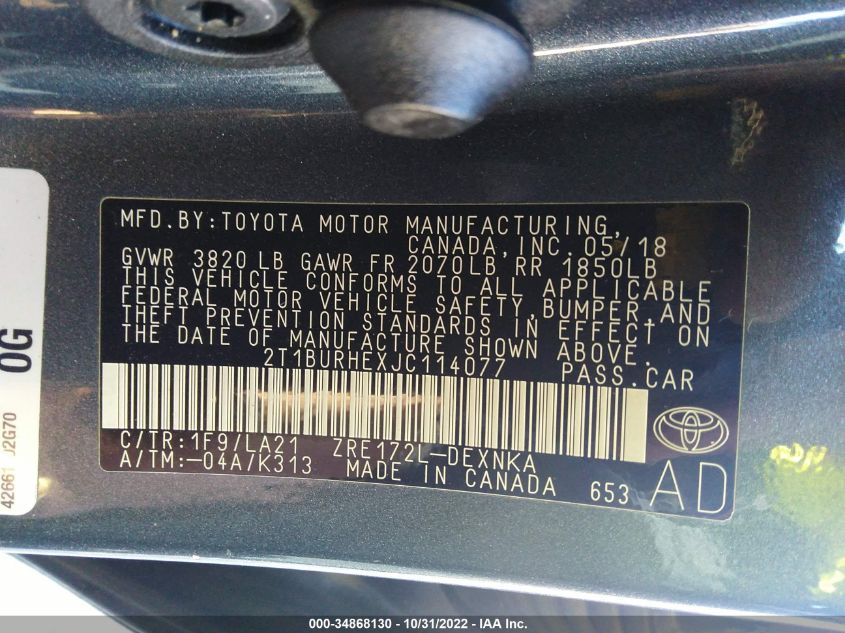 MFD.BY:TOYOTA MOTOR MANUFACTURING,
CANADA,INC. 05/18
GVWR 3820 LB GAWR FR 2070LB RR 1850LB
THIS VEHICLE CONFORMS TO ALL APPLICABLE
FEDERAL MOTOR VEHICLE SAFETY,BUMPER,AND
THEFT PREVENTION STANDARDS IN EFFECT ON
THE DATE OF MANUFACTURE SHOWN ABOVE.
2T1BURHEXJC114077 PASS.CAR
C/TR:1F9/LA21 ZRE172L-DEXNKA
A/TM:-04A/K313 MADE IN CANADA 653 AD
0G
42661
000-34868130 - 10/31/2022 - IAA Inc.